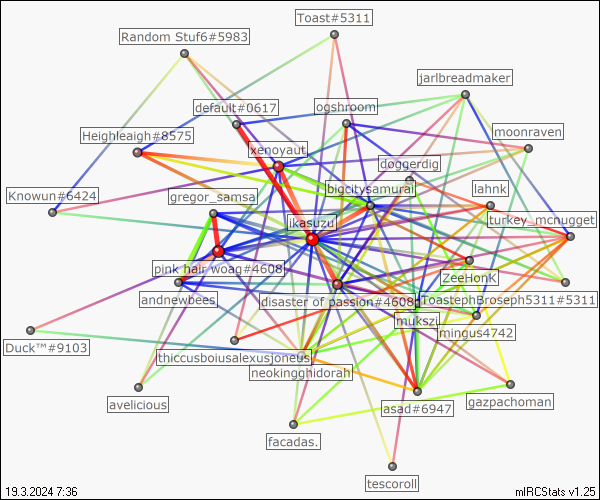 Toast#5311
Random Stuf6#5983
jarlbreadmaker
default#0617
ogshroom
moonraven
Heighleaigh#8575
xenoyaut
doggerdig
Knowun#6424
gregor_samsa
bigcitysamurai
lahnk
ikasuzu
turkey_mcnugget
pink hair woag#4608
zeeHonk
andnewbees
disaster of passion#4608
ToastephBroseph5311#5311
mukszi
mingus4742
Duck™#9103
thiccusboiusalexusjoneus
neokingghidorah
avelicious
asad#6947
gazpachoman
facadas.
tescoroll
19.3.2024 7:36
mIRCStats v1.25